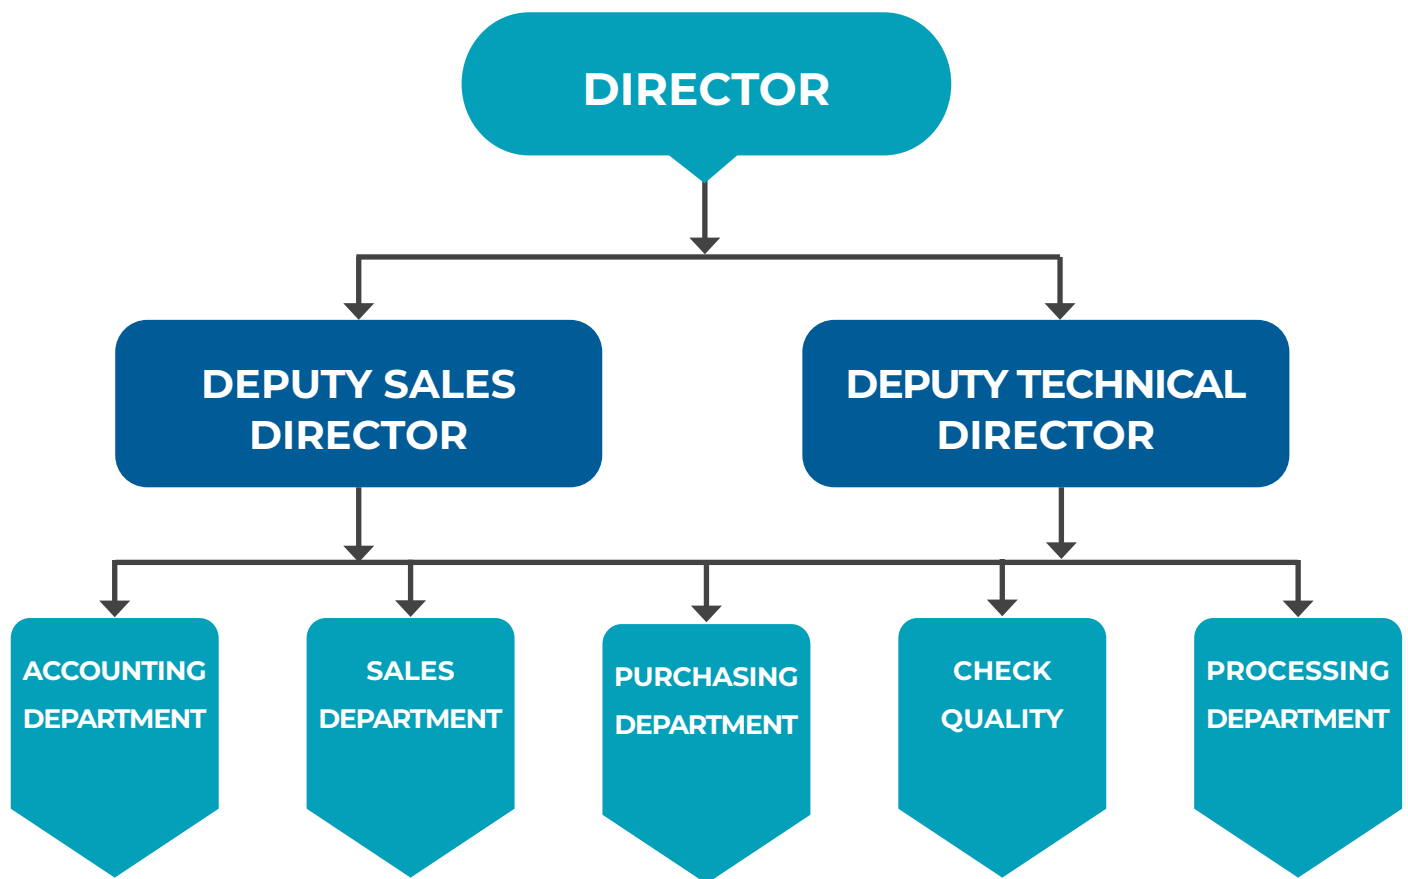 DIRECTOR
DEPUTY SALES
DIRECTOR
DEPUTY TECHNICAL
DIRECTOR
ACCOUNTING
DEPARTMENT
SALES
DEPARTMENT
PURCHASING
DEPARTMENT
CHECK
QUALITY
PROCESSING
DEPARTMENT